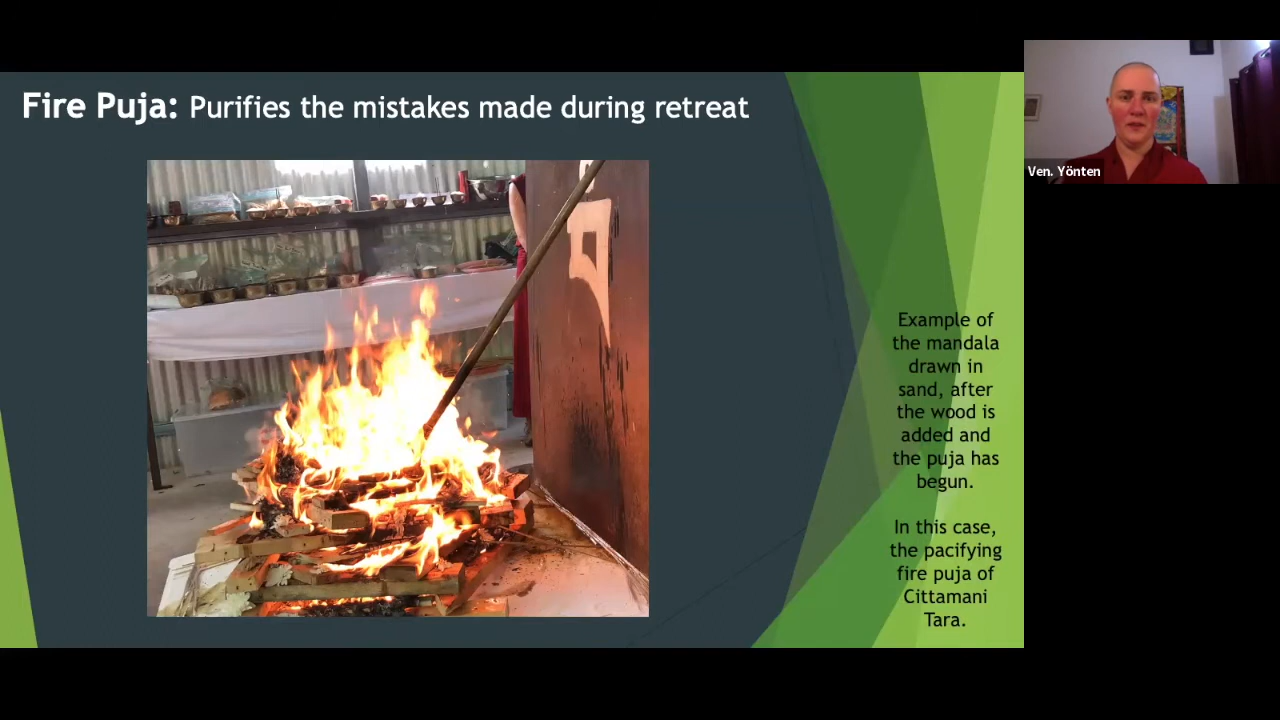 Fire Puja: Purifies the mistakes made during retreat
Ven. Yönten
Example of
the mandala
drawn in
sand, after
the wood is
added and
the puja has
begun.
In this case,
the pacifying
fire puja of
Cittamani
Tara.